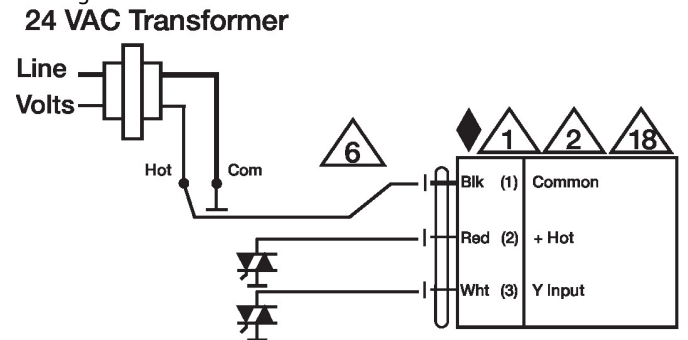 24 VAC Transformer
Line
Volts
Hot
Com
6
1
2
18
Blk (1) Common
Red (2) + Hot
Wht (3) Y Input